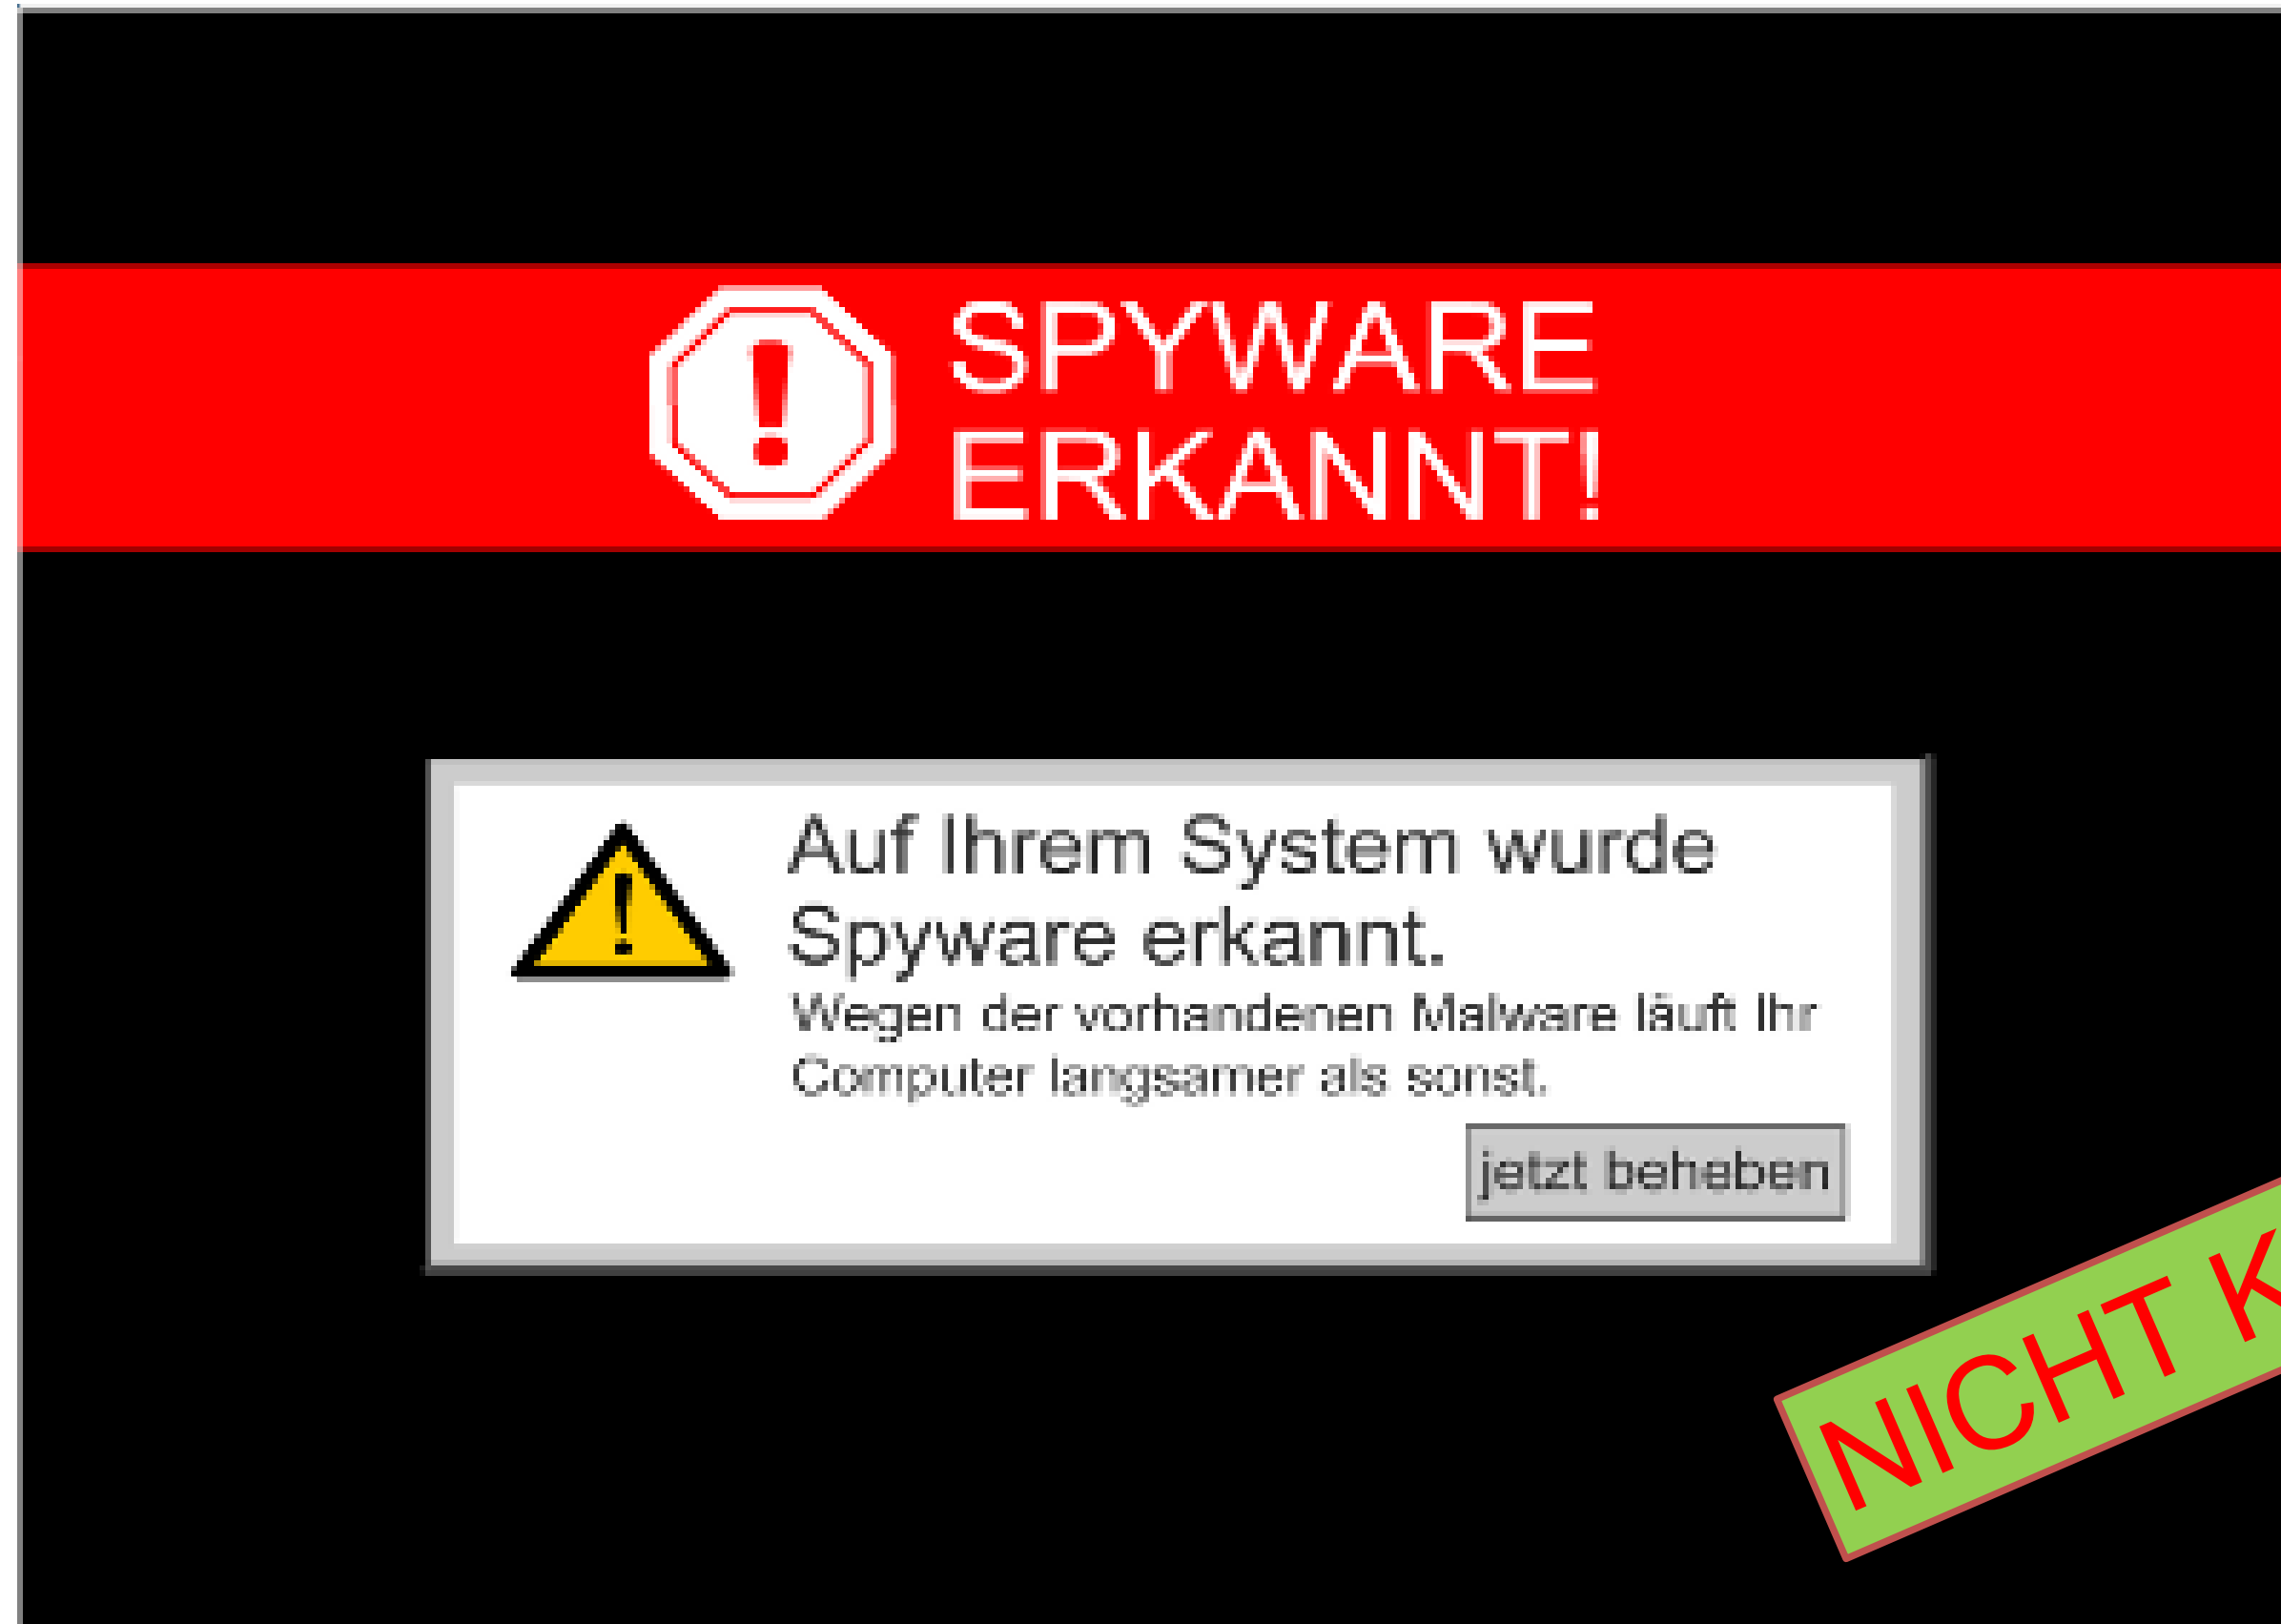 SPYWARE
ERKANNT!
Auf Ihrem System wurde
Spyware erkannt.
Wegen der vorhandenen Malware läuft Ihr
Computer langsamer als sonst.
jetzt beheben
NICHT K